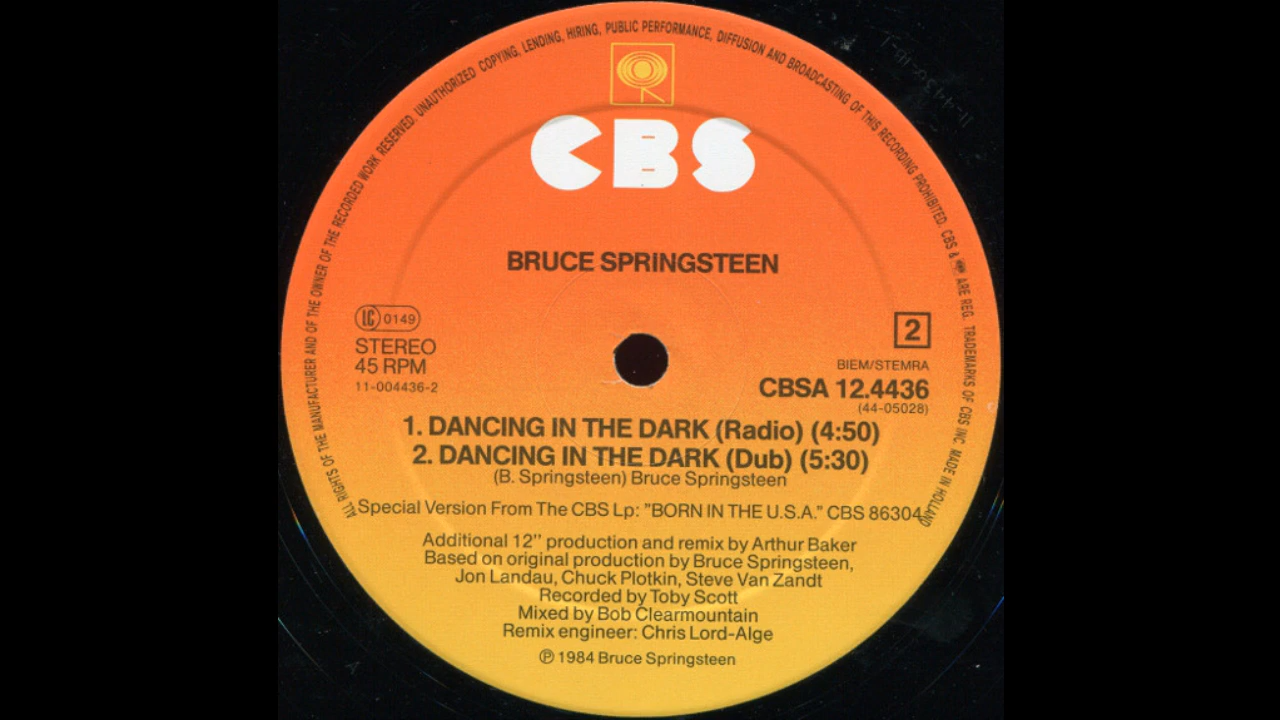 ALL RIGHTS OF THE MANUFACTURER AND OF THE OWNER OF THE RECORDED WORK RESERVED. UNAUTHORIZED COPYING, LENDING, HIRING, PUBLIC PERFORMANCE, DIFFUSION AND BROADCASTING OF THIS RECORDING PROHIBITED. CBS & ARE REG. TRADEMARKS OF CBS INC. MADE IN HOLLAND
CBS
BRUCE SPRINGSTEEN
LC 0149
STEREO
45 RPM
11-004436-2
2
BIEM/STEMRA
CBSA 12.4436
(44-05028)
1. DANCING IN THE DARK (Radio) (4:50)
2. DANCING IN THE DARK (Dub) (5:30)
(B. Springsteen) Bruce Springsteen
Special Version From The CBS Lp: "BORN IN THE U.S.A." CBS 86304
Additional 12'' production and remix by Arthur Baker
Based on original production by Bruce Springsteen,
Jon Landau, Chuck Plotkin, Steve Van Zandt
Recorded by Toby Scott
Mixed by Bob Clearmountain
Remix engineer: Chris Lord-Alge
℗ 1984 Bruce Springsteen